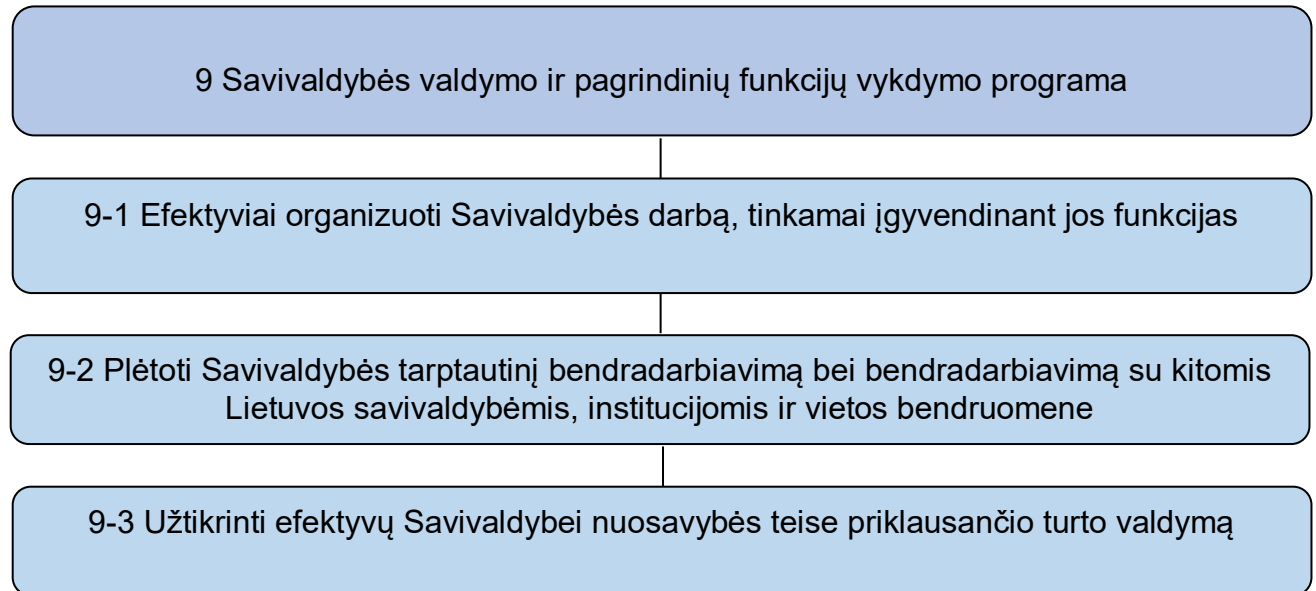 9 Savivaldybės valdymo ir pagrindinių funkcijų vykdymo programa
9-1 Efektyviai organizuoti Savivaldybės darbą, tinkamai įgyvendinant jos funkcijas
9-2 Plėtoti Savivaldybės tarptautinį bendradarbiavimą bei bendradarbiavimą su kitomis
Lietuvos savivaldybėmis, institucijomis ir vietos bendruomene
9-3 Užtikrinti efektyvų Savivaldybei nuosavybės teise priklausančio turto valdymą